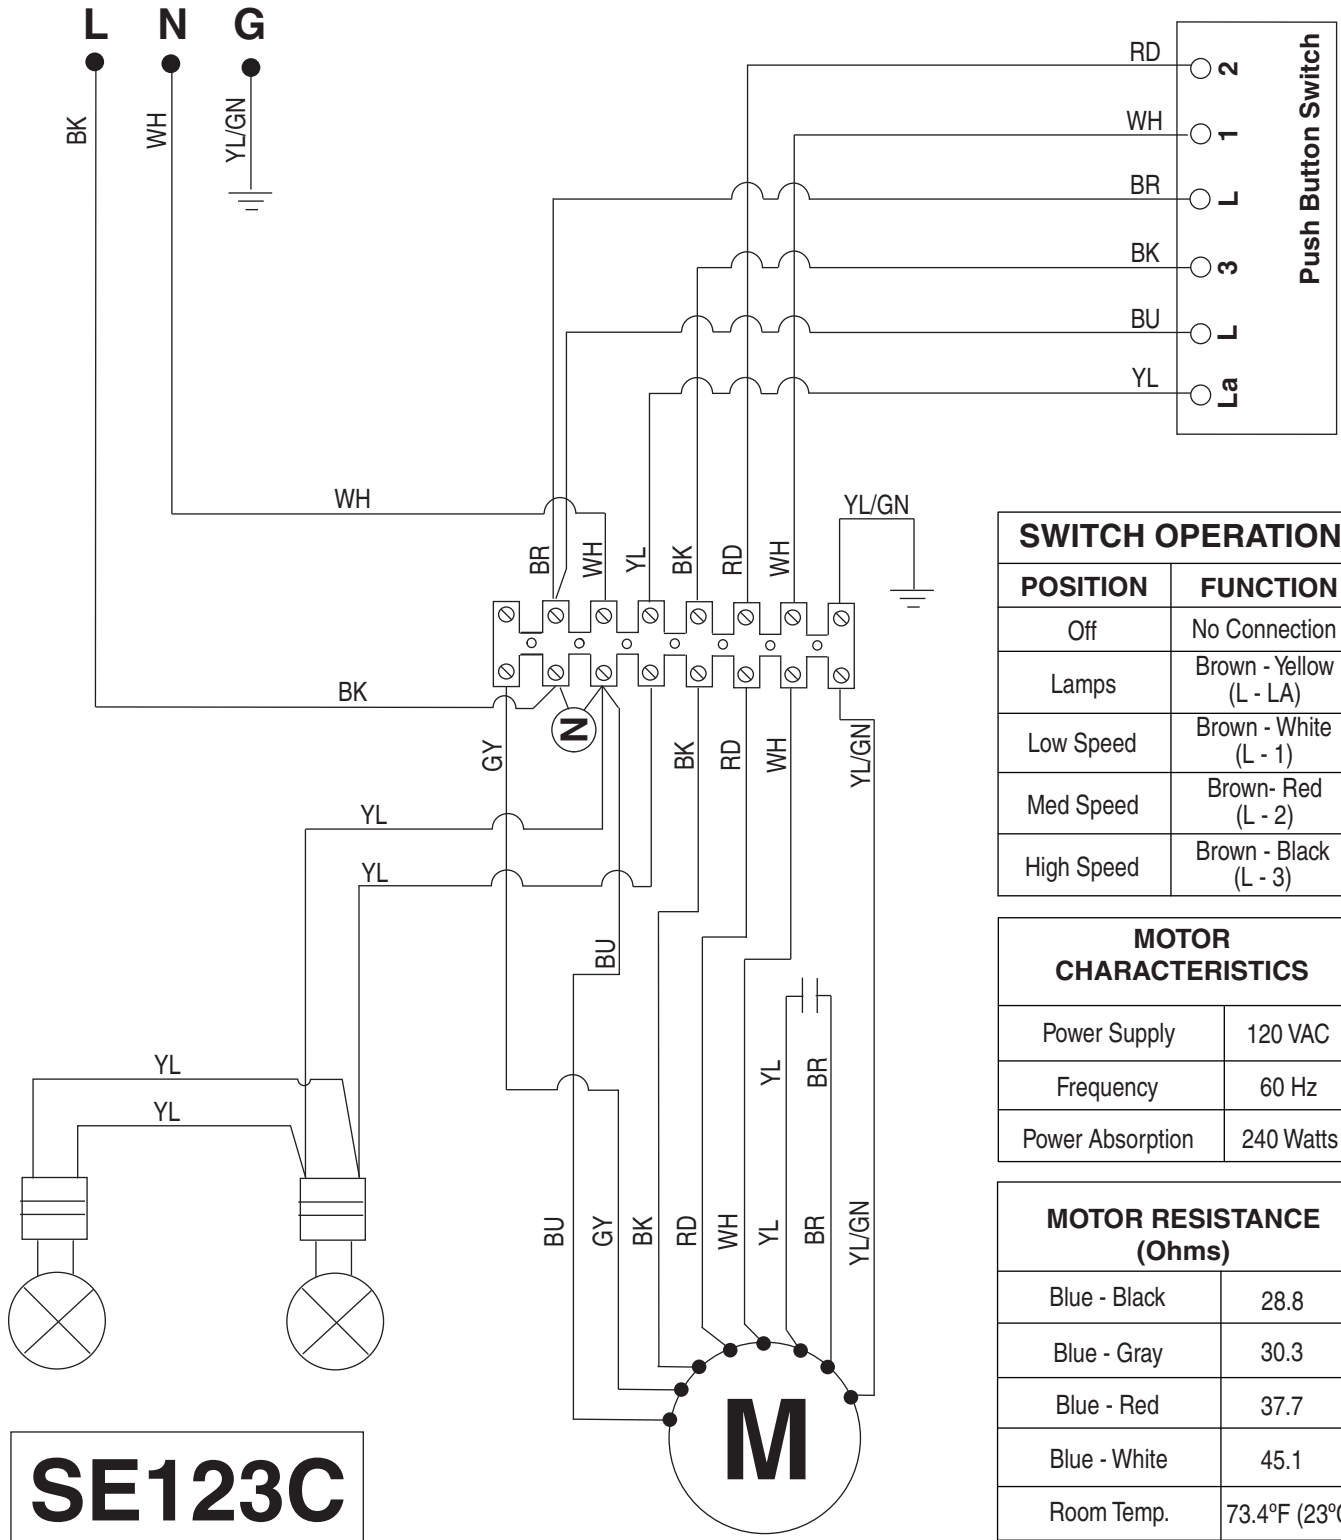 L N G
BK
WH
YL/GN
RD
WH
BR
BK
BU
YL
2
1
L
3
L
La
Push Button Switch
WH
BR
WH
YL
BK
RD
WH
YL/GN
BK
N
GY
BK
RD
WH
YL/GN
YL
YL
BU
YL
BR
YL
YL
BU
GY
BK
RD
WH
YL
BR
YL/GN
M
SE123C
SWITCH OPERATION
POSITION FUNCTION
Off No Connection
Lamps Brown - Yellow
(L - LA)
Low Speed Brown - White
(L - 1)
Med Speed Brown- Red
(L - 2)
High Speed Brown - Black
(L - 3)
MOTOR
CHARACTERISTICS
Power Supply 120 VAC
Frequency 60 Hz
Power Absorption 240 Watts
MOTOR RESISTANCE
(Ohms)
Blue - Black 28.8
Blue - Gray 30.3
Blue - Red 37.7
Blue - White 45.1
Room Temp. 73.4ºF (23º